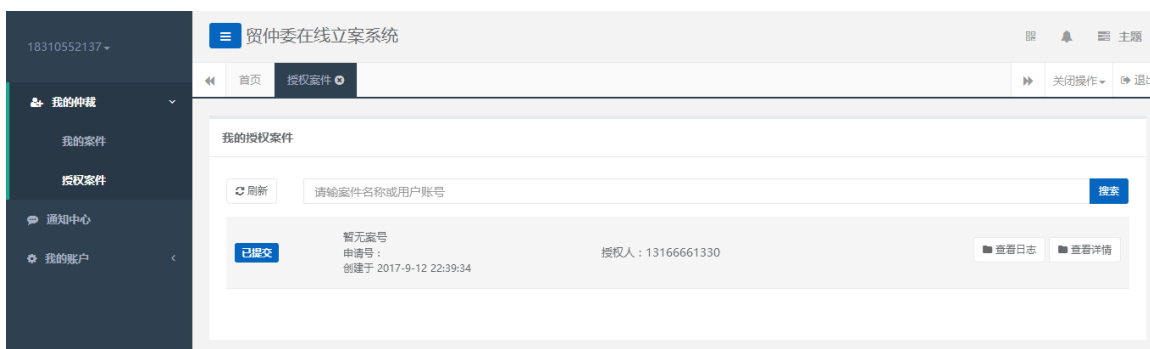 18310552137
贸仲委在线立案系统
主题
首页
授权案件
关闭操作
我的仲裁
我的案件
授权案件
通知中心
我的账户
我的授权案件
刷新
请输案件名称或用户账号
搜索
已提交
暂无案号
申请号：
创建于 2017-9-12 22:39:34
授权人：13166661330
查看日志
查看详情